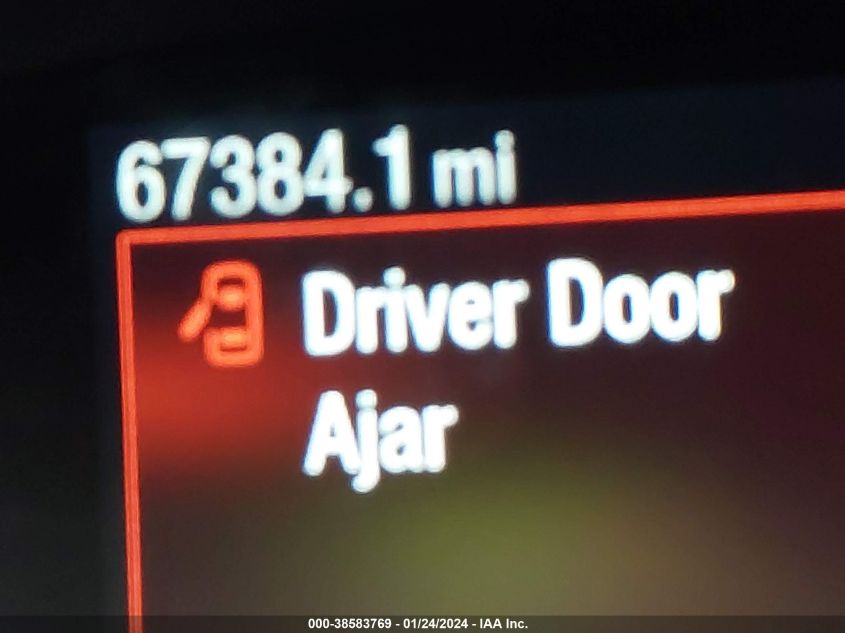 67384.1 mi
Driver Door
Ajar
000-38583769 - 01/24/2024 - IAA Inc.